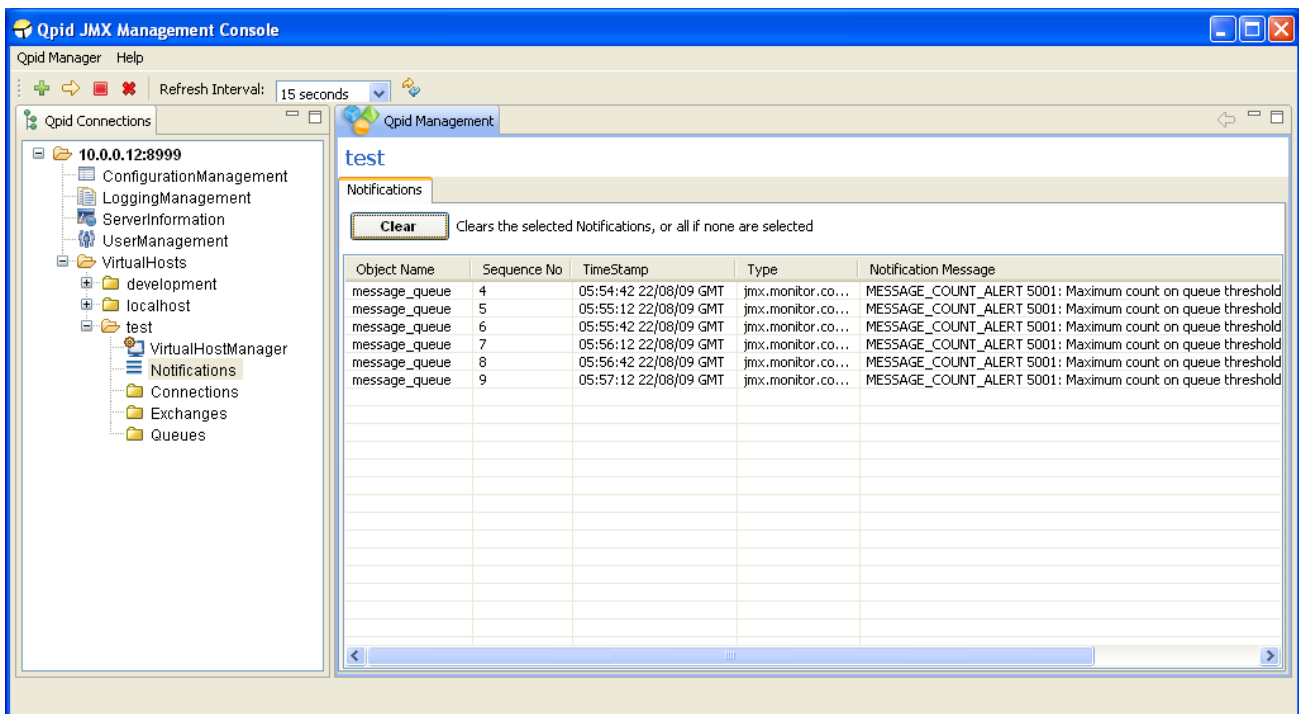 Qpid JMX Management Console
Qpid Manager Help
Refresh Interval: 15 seconds
Qpid Connections
10.0.0.12:8999
ConfigurationManagement
LoggingManagement
ServerInformation
UserManagement
VirtualHosts
development
localhost
test
VirtualHostManager
Notifications
Connections
Exchanges
Queues
Qpid Management
test
Notifications
Clear Clears the selected Notifications, or all if none are selected
Object Name Sequence No TimeStamp Type Notification Message
message_queue 4 05:54:42 22/08/09 GMT jmx.monitor.co... MESSAGE_COUNT_ALERT 5001: Maximum count on queue threshold
message_queue 5 05:55:12 22/08/09 GMT jmx.monitor.co... MESSAGE_COUNT_ALERT 5001: Maximum count on queue threshold
message_queue 6 05:55:42 22/08/09 GMT jmx.monitor.co... MESSAGE_COUNT_ALERT 5001: Maximum count on queue threshold
message_queue 7 05:56:12 22/08/09 GMT jmx.monitor.co... MESSAGE_COUNT_ALERT 5001: Maximum count on queue threshold
message_queue 8 05:56:42 22/08/09 GMT jmx.monitor.co... MESSAGE_COUNT_ALERT 5001: Maximum count on queue threshold
message_queue 9 05:57:12 22/08/09 GMT jmx.monitor.co... MESSAGE_COUNT_ALERT 5001: Maximum count on queue threshold